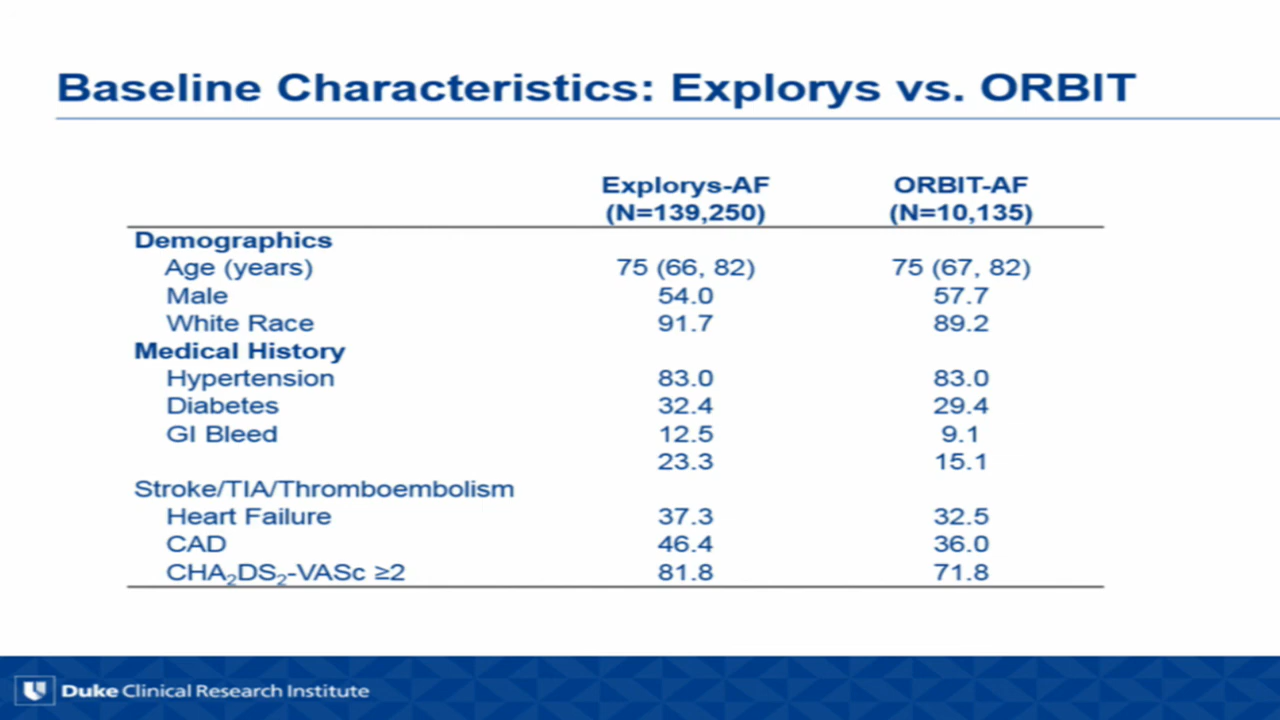 Baseline Characteristics: Explorys vs. ORBIT
Explorys-AF ORBIT-AF
(N=139,250) (N=10,135)
Demographics
Age (years) 75 (66, 82) 75 (67, 82)
Male 54.0 57.7
White Race 91.7 89.2
Medical History
Hypertension 83.0 83.0
Diabetes 32.4 29.4
GI Bleed 12.5 9.1
23.3 15.1
Stroke/TIA/Thromboembolism
Heart Failure 37.3 32.5
CAD 46.4 36.0
CHA₂DS₂-VASc ≥2 81.8 71.8
Duke Clinical Research Institute